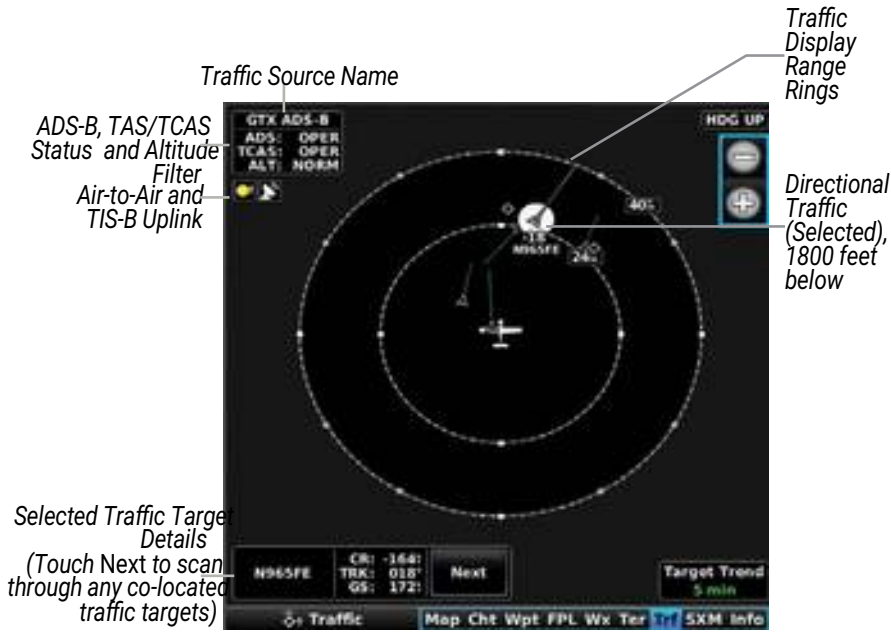 Traffic
Display
Range
Rings
Traffic Source Name
ADS-B, TAS/TCAS
Status and Altitude
Filter
Air-to-Air and
TIS-B Uplink
GTX ADS-B
ADS: OPER
TCAS: OPER
ALT: NORM
HDG UP
40
-18
N965FE
Directional
Traffic
(Selected),
1800 feet
below
Selected Traffic Target
Details
(Touch Next to scan
through any co-located
traffic targets)
N965FE
CR: -164
TRK: 018°
GS: 172
Next
Target Trend
5 min
Traffic
Map Cht Wpt FPL Wx Ter Trf SXM Info